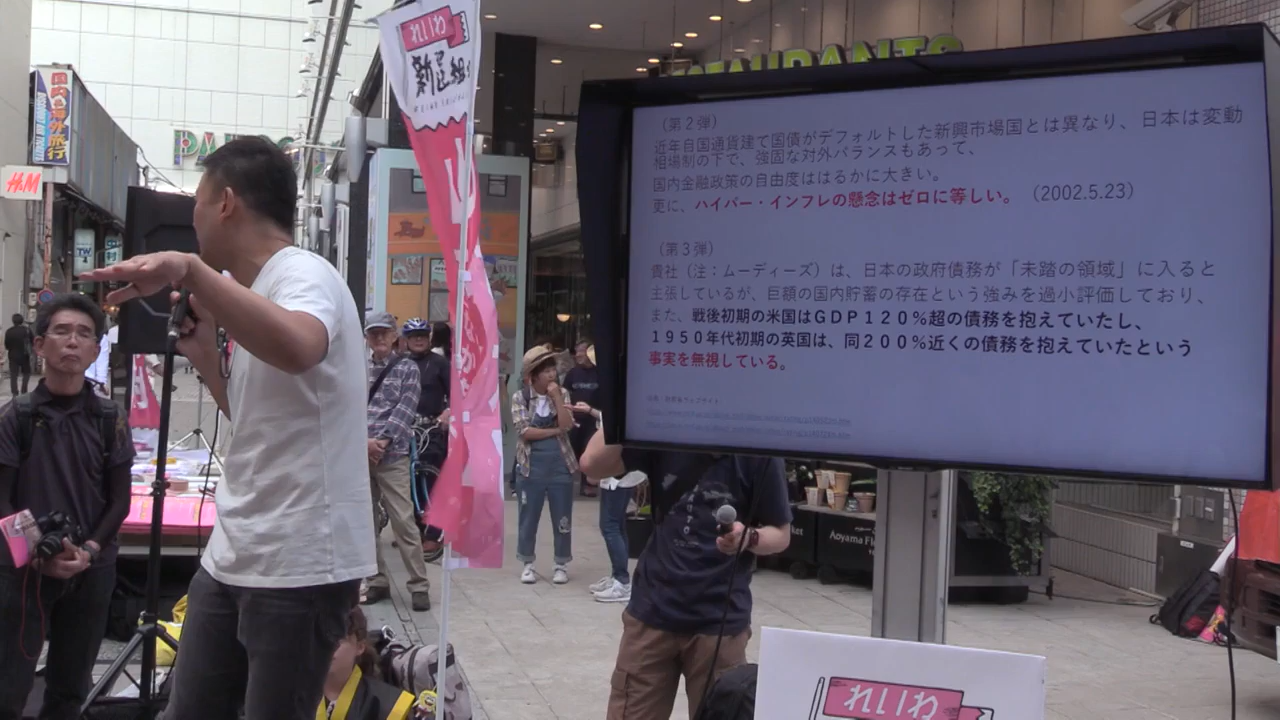 れいわ
新選組
国内&海外旅行
H&M
TW
RESTAURANTS
（第２弾）
近年自国通貨建て国債がデフォルトした新興市場国とは異なり、日本は変動
相場制の下で、強固な対外バランスもあって、
国内金融政策の自由度ははるかに大きい。
更に、ハイパー・インフレの懸念はゼロに等しい。（2002.5.23）
（第３弾）
貴社（注：ムーディーズ）は、日本の政府債務が「未踏の領域」に入ると
主張しているが、巨額の国内貯蓄の存在という強みを過小評価しており、
また、戦後初期の米国はＧＤＰ１２０％超の債務を抱えていたし、
１９５０年代初期の英国は、同２００％近くの債務を抱えていたという
事実を無視している。
れいわ